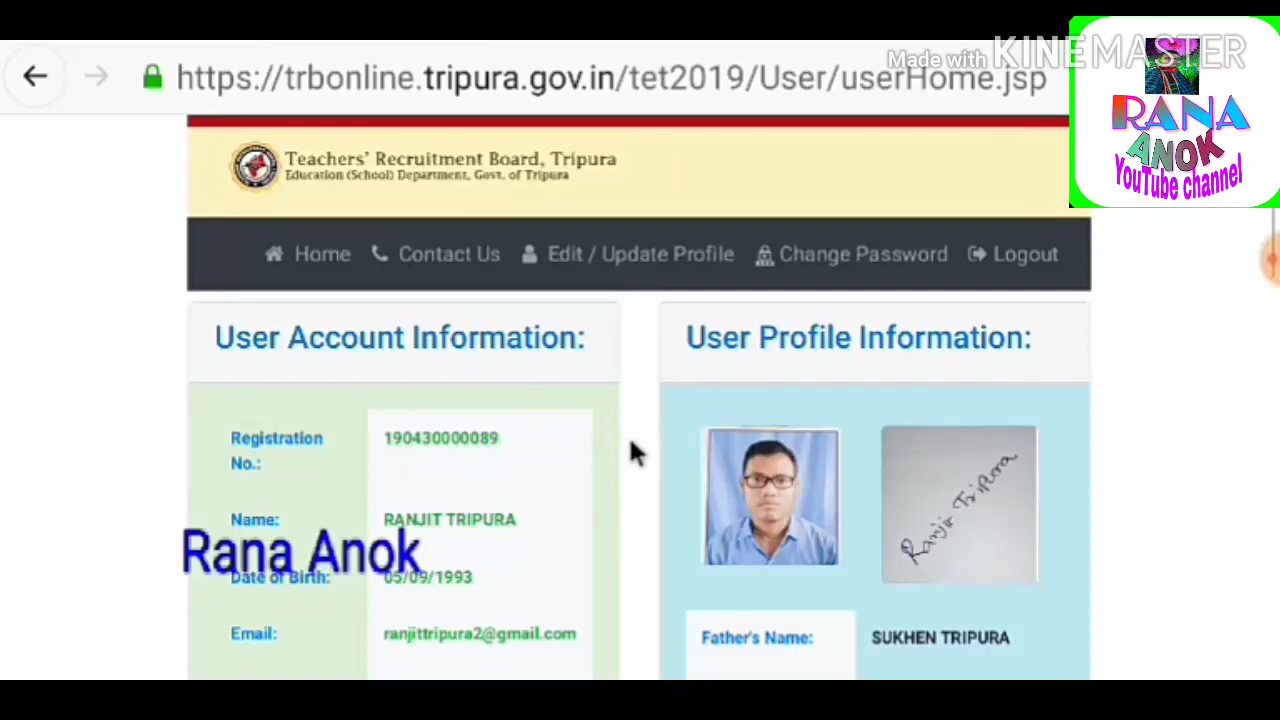 Made with KINEMASTER
https://trbonline.tripura.gov.in/tet2019/User/userHome.jsp
RANA
ANOK
YouTube channel
Teachers' Recruitment Board, Tripura
Education (School) Department, Govt. of Tripura
Home Contact Us Edit / Update Profile Change Password Logout
User Account Information:
User Profile Information:
Registration No.: 190430000089
Name: RANJIT TRIPURA
Rana Anok
Date of Birth: 05/09/1993
Email: ranjittripura2@gmail.com
Ranjit Tripura
Father's Name: SUKHEN TRIPURA